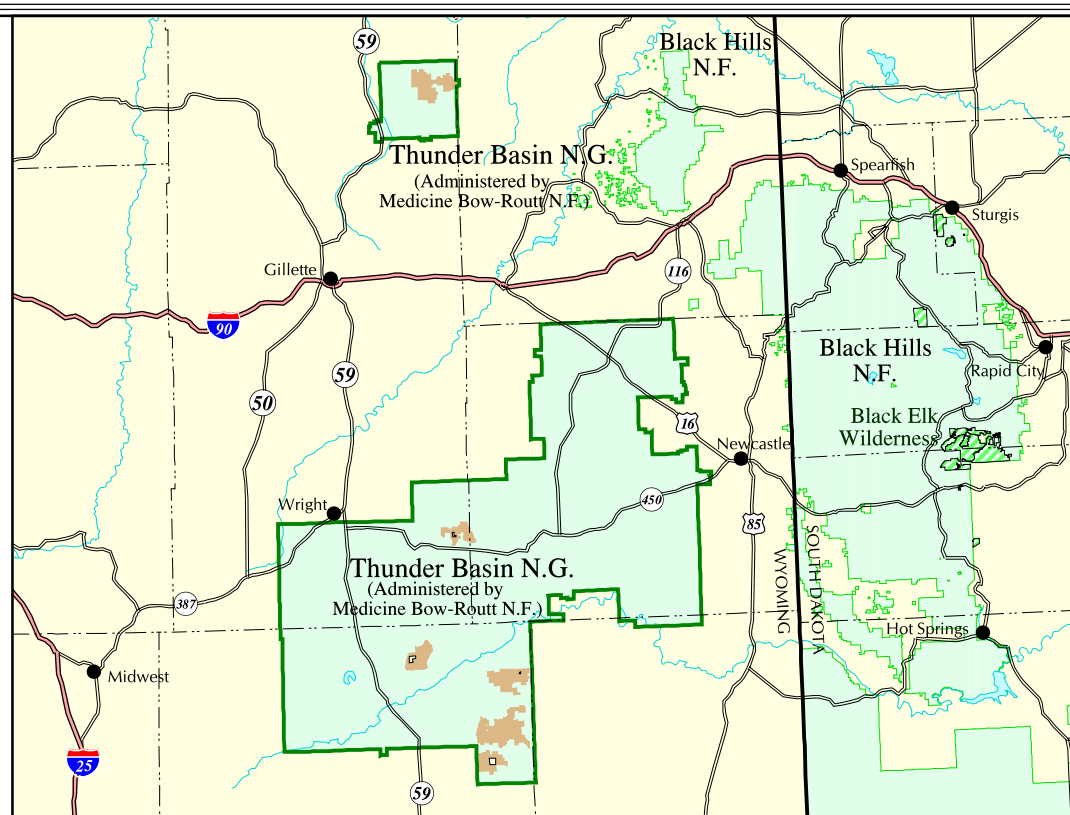 59
Black Hills
N.F.
Thunder Basin N.G.
(Administered by
Medicine Bow-Routt N.F.)
Spearfish
Sturgis
Gillette
116
90
59
50
Black Hills
N.F.
Rapid City
Black Elk
Wilderness
16
Newcastle
Wright
450
85
Thunder Basin N.G.
(Administered by
Medicine Bow-Routt N.F.)
WYOMING
SOUTH DAKOTA
387
Hot Springs
Midwest
25
59